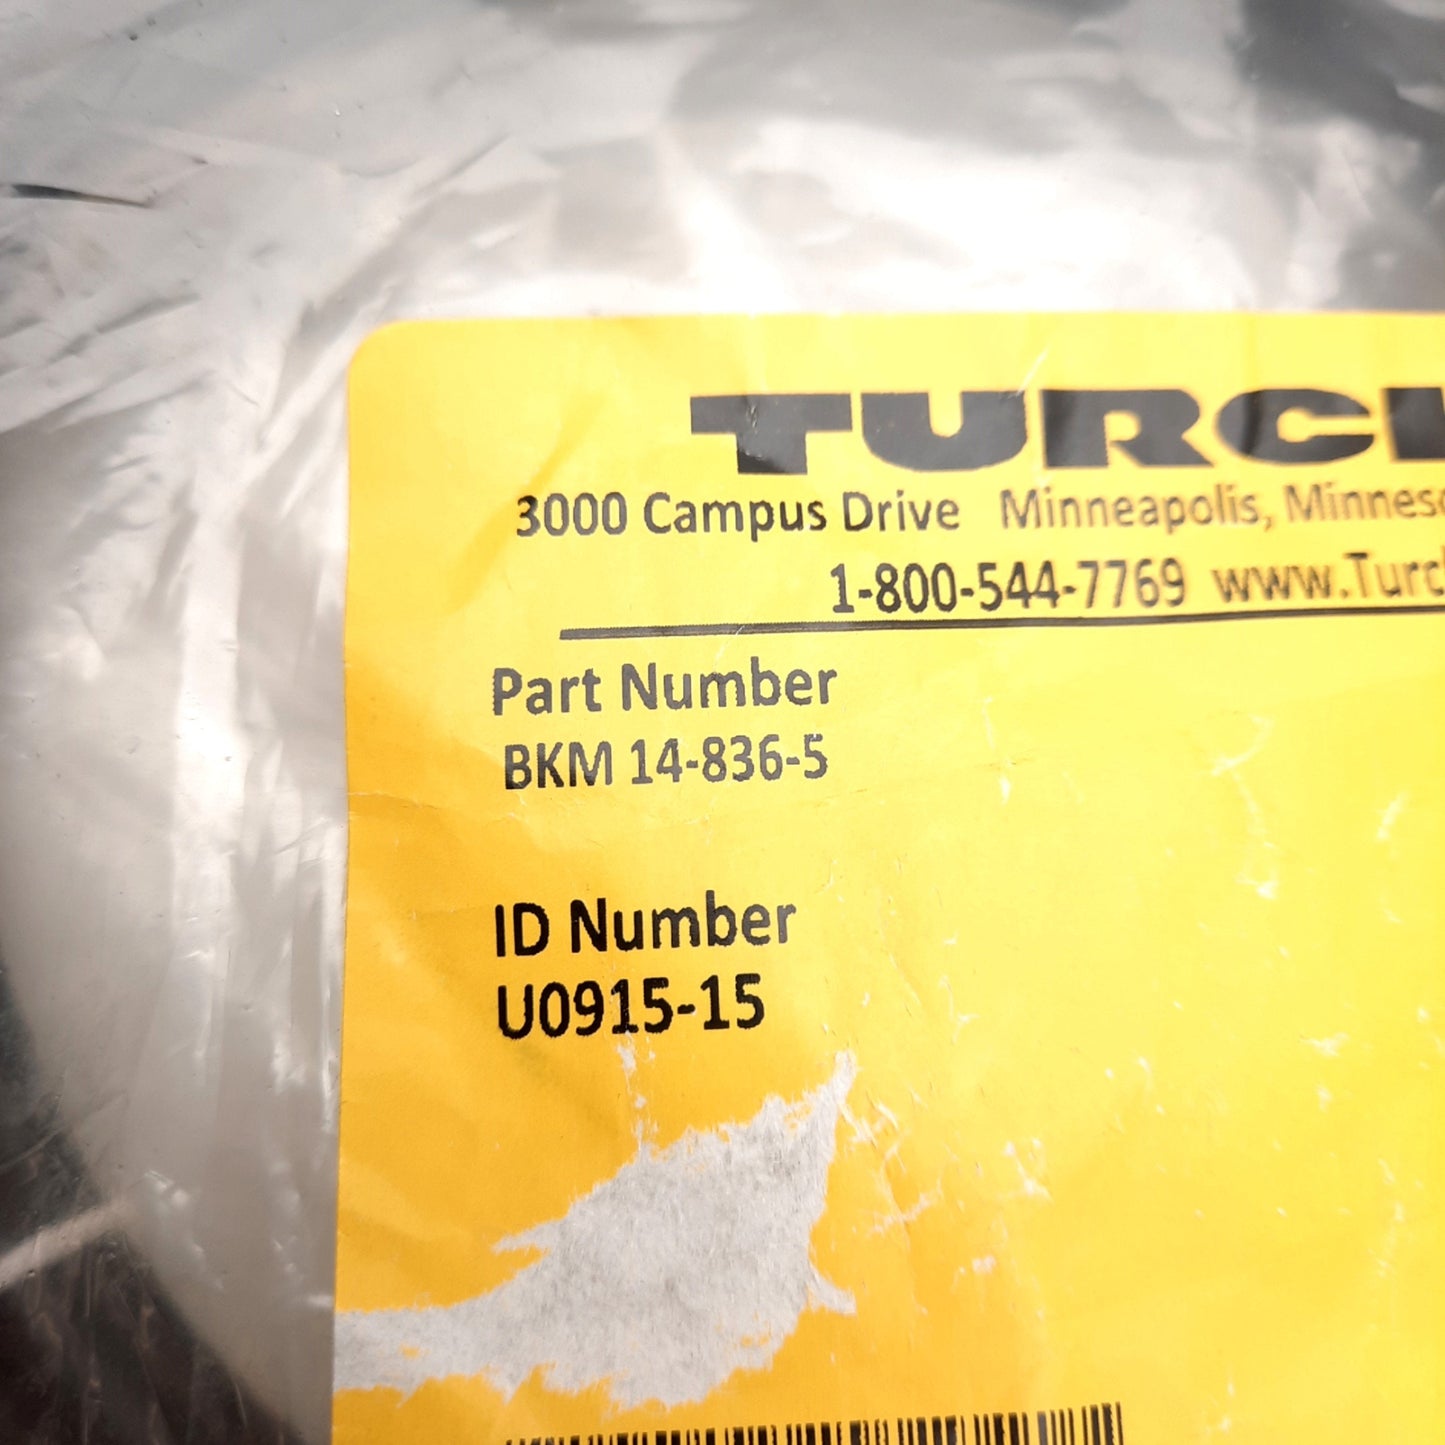 TURC
3000 Campus Drive Minneapolis, Minnes
1-800-544-7769 www.Turc
Part Number
BKM 14-836-5
ID Number
U0915-15